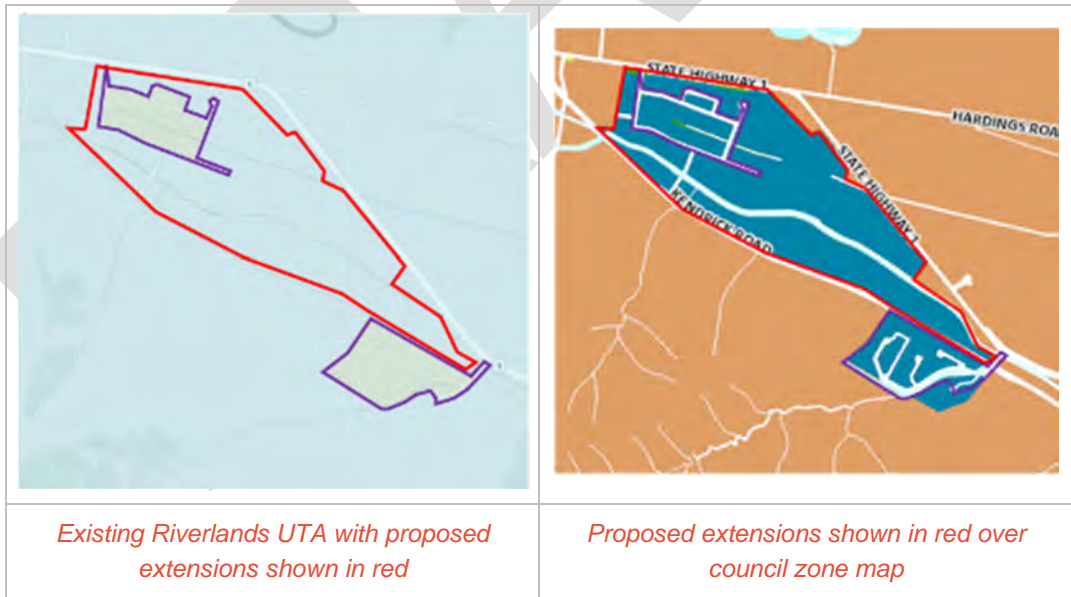 STATE HIGHWAY 1
HARDINGS ROA
STATE HIGHWAY 1
KENDRICK ROAD
Existing Riverlands UTA with proposed
extensions shown in red
Proposed extensions shown in red over
council zone map